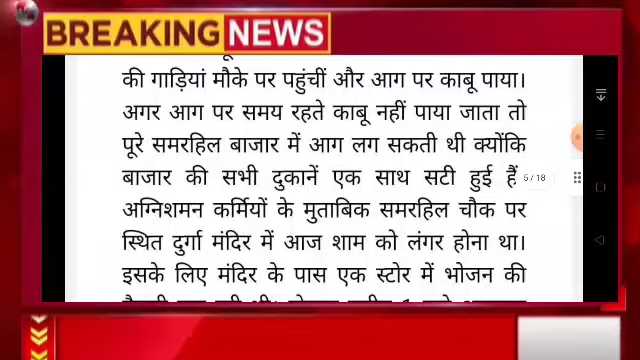 BREAKING NEWS
की गाड़ियां मौके पर पहुंचीं और आग पर काबू पाया।
अगर आग पर समय रहते काबू नहीं पाया जाता तो
पूरे समरहिल बाजार में आग लग सकती थी क्योंकि
बाजार की सभी दुकानें एक साथ सटी हुई हैं
5/18
अग्निशमन कर्मियों के मुताबिक समरहिल चौक पर
स्थित दुर्गा मंदिर में आज शाम को लंगर होना था।
इसके लिए मंदिर के पास एक स्टोर में भोजन की